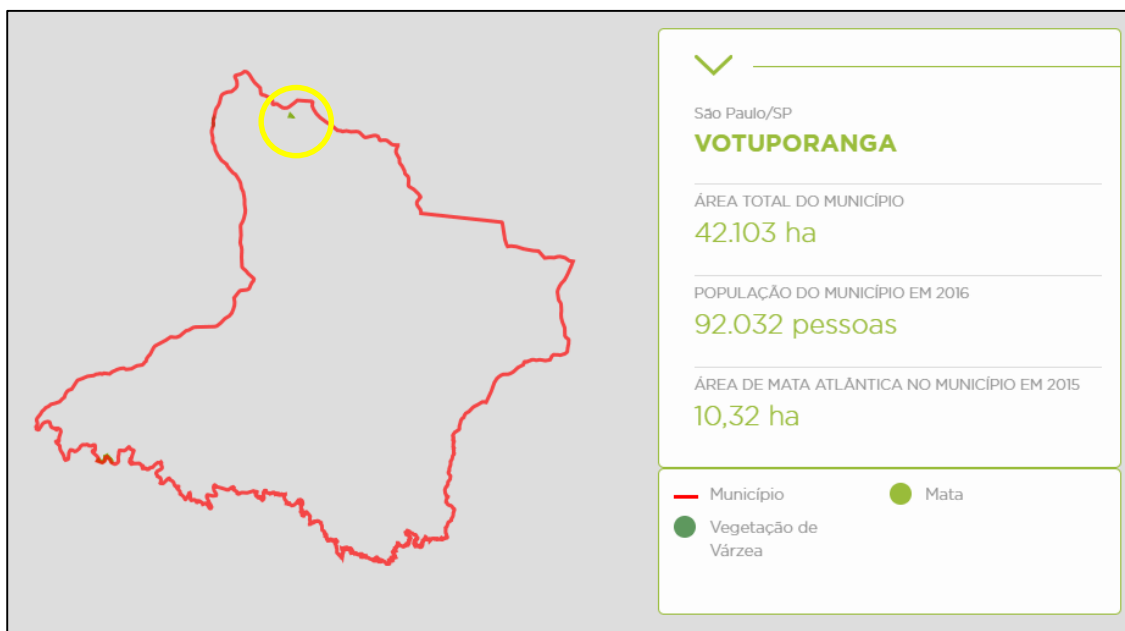 São Paulo/SP
VOTUPORANGA
ÁREA TOTAL DO MUNICÍPIO
42.103 ha
POPULAÇÃO DO MUNICÍPIO EM 2016
92.032 pessoas
ÁREA DE MATA ATLÂNTICA NO MUNICÍPIO EM 2015
10,32 ha
Município
Mata
Vegetação de
Várzea